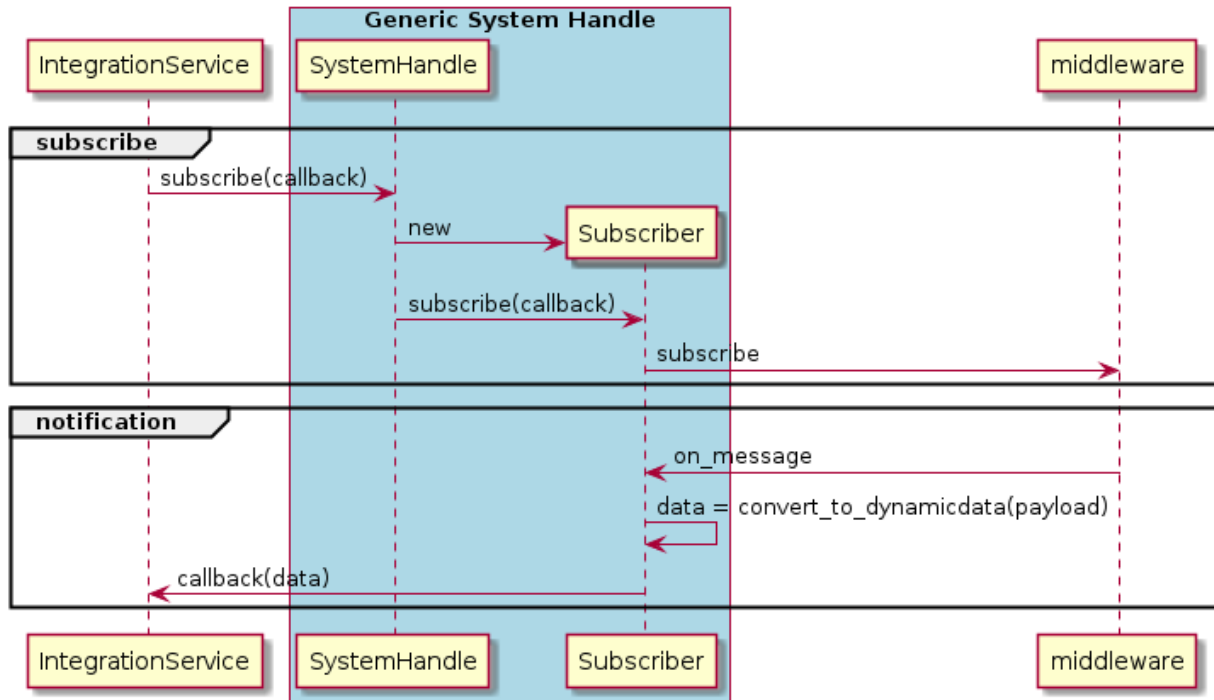 Generic System Handle
IntegrationService
SystemHandle
middleware
subscribe
subscribe(callback)
new
Subscriber
subscribe(callback)
subscribe
notification
on_message
data = convert_to_dynamicdata(payload)
callback(data)
IntegrationService
SystemHandle
Subscriber
middleware